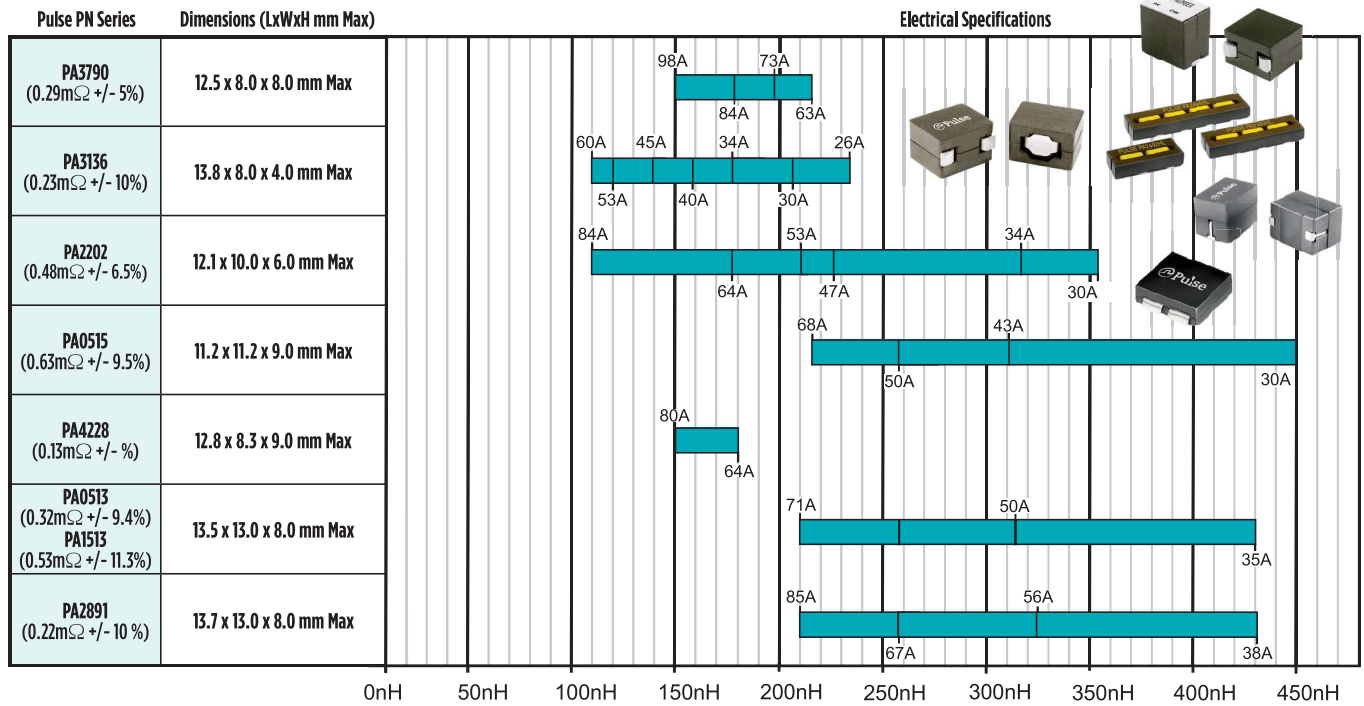 Pulse PN Series
Dimensions (LxWxH mm Max)
Electrical Specifications
PA3790
(0.29mΩ +/- 5%)
12.5 x 8.0 x 8.0 mm Max
98A
73A
84A
63A
PA3136
(0.23mΩ +/- 10%)
13.8 x 8.0 x 4.0 mm Max
60A
45A
34A
26A
53A
40A
30A
PA2202
(0.48mΩ +/- 6.5%)
12.1 x 10.0 x 6.0 mm Max
84A
53A
34A
64A
47A
30A
PA0515
(0.63mΩ +/- 9.5%)
11.2 x 11.2 x 9.0 mm Max
68A
43A
50A
30A
PA4228
(0.13mΩ +/- %)
12.8 x 8.3 x 9.0 mm Max
80A
64A
PA0513
(0.32mΩ +/- 9.4%)
PA1513
(0.53mΩ +/- 11.3%)
13.5 x 13.0 x 8.0 mm Max
71A
50A
35A
PA2891
(0.22mΩ +/- 10 %)
13.7 x 13.0 x 8.0 mm Max
85A
56A
67A
38A
0nH
50nH
100nH
150nH
200nH
250nH
300nH
350nH
400nH
450nH
Pulse
Pulse
Pulse
Pulse